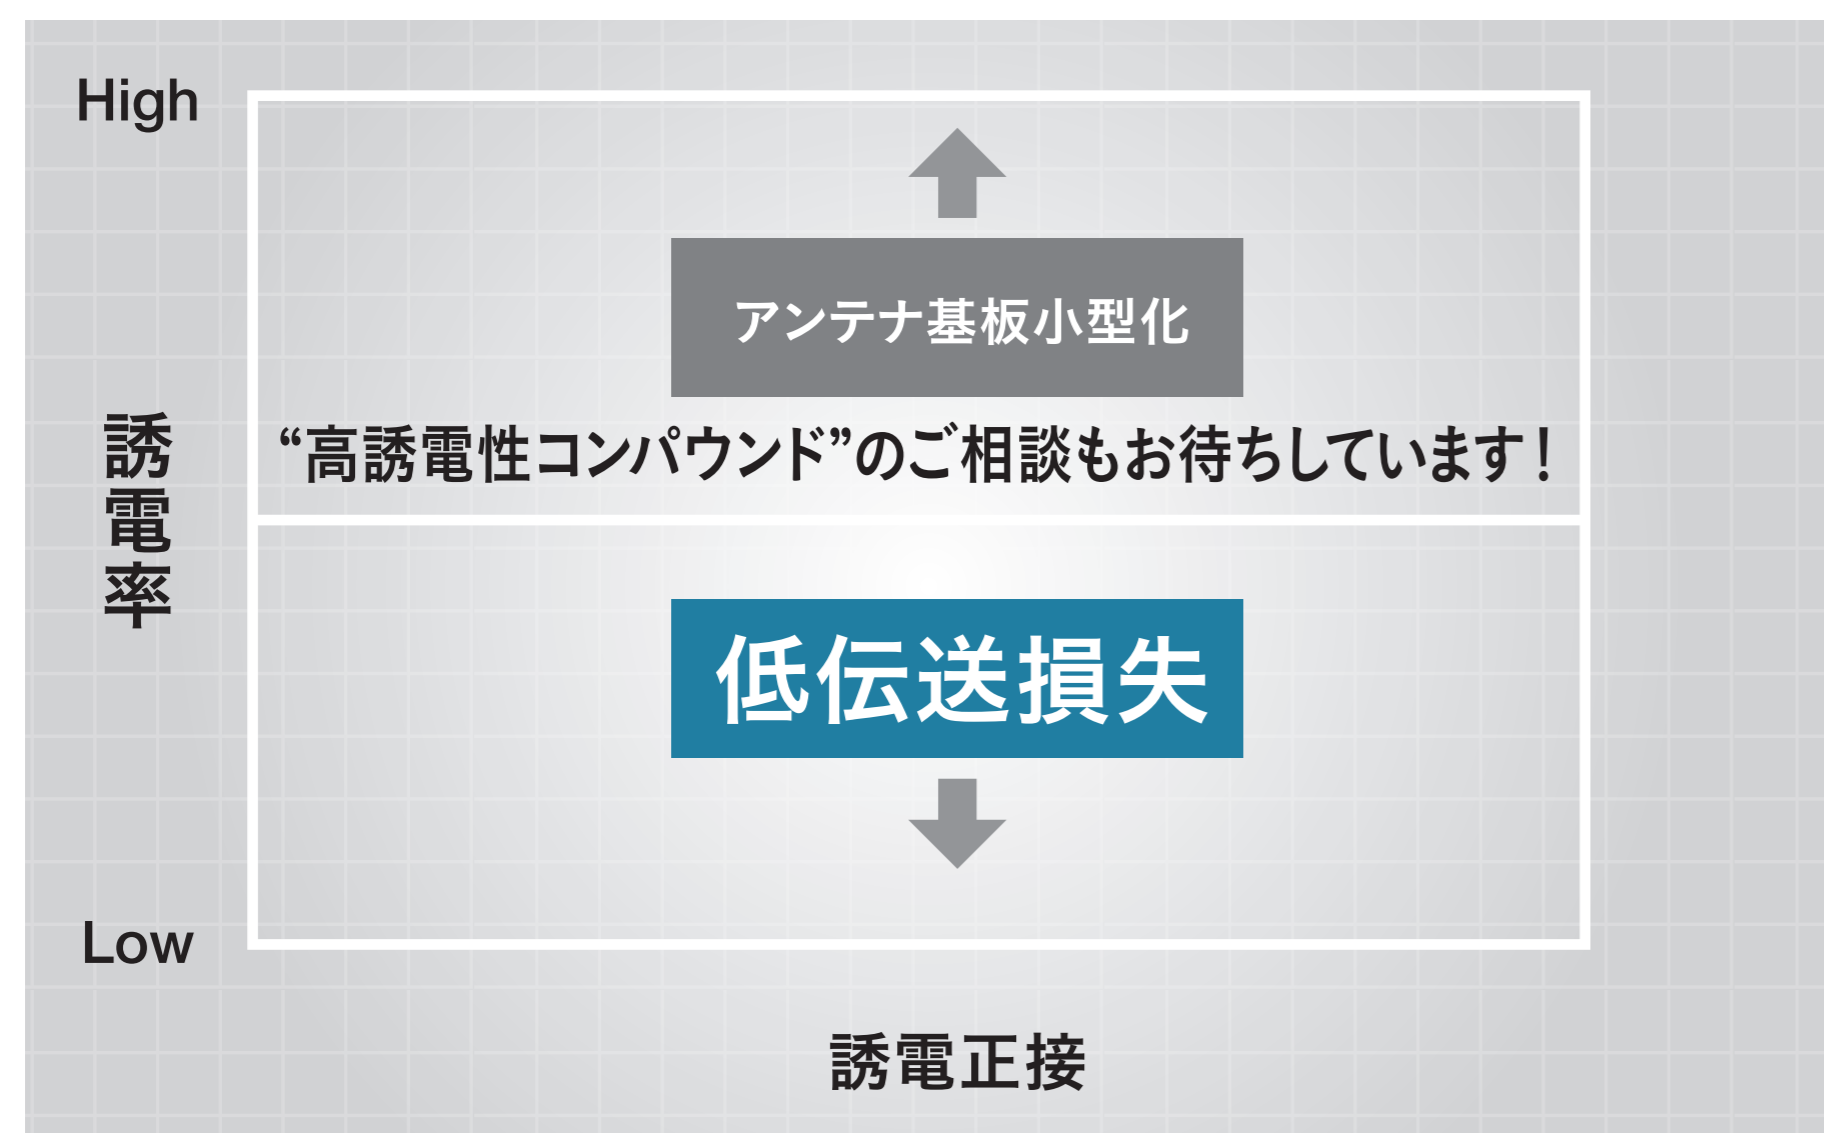 High
アンテナ基板小型化
“高誘電性コンパウンド”のご相談もお待ちしています！
誘電率
低伝送損失
Low
誘電正接